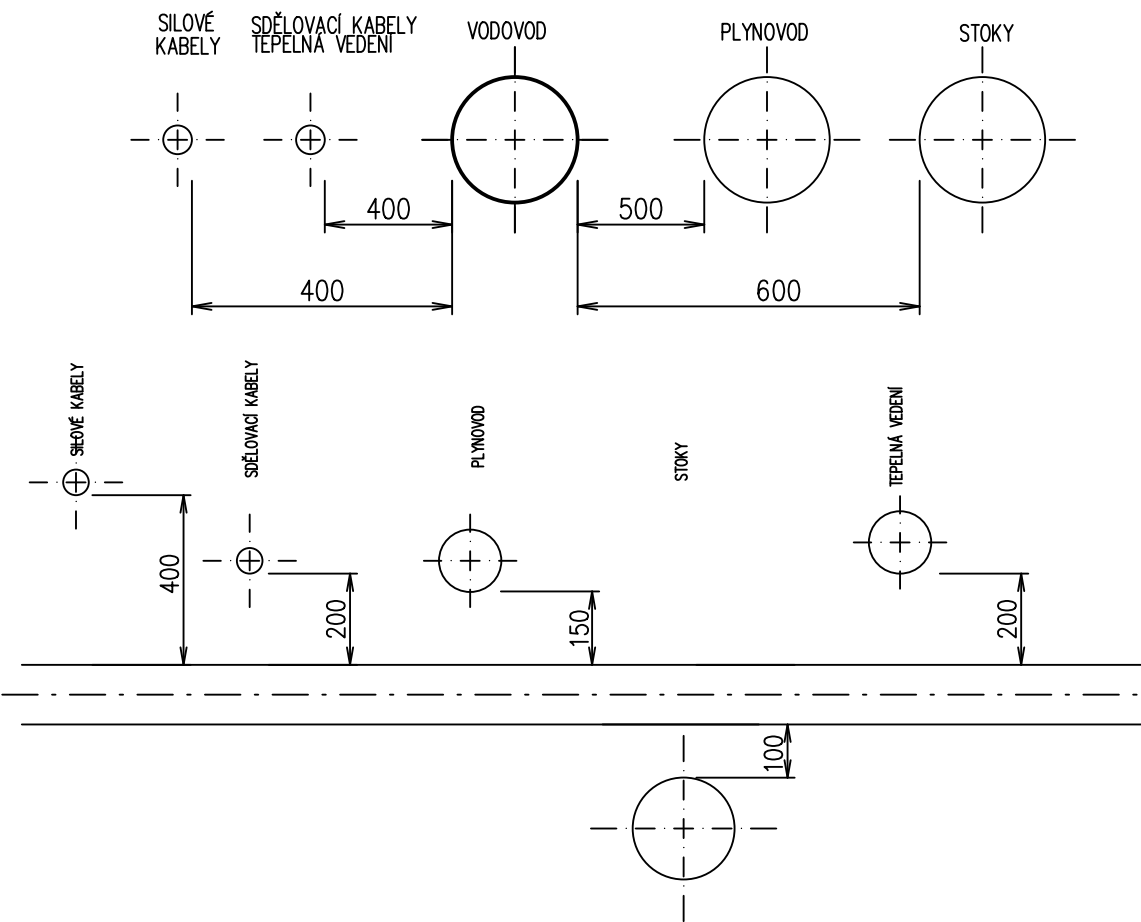 SILOVÉ
KABELY
SDĚLOVACÍ KABELY
TEPELNÁ VEDENÍ
VODOVOD
PLYNOVOD
STOKY
400
500
400
600
SILOVÉ KABELY
SDĚLOVACÍ KABELY
PLYNOVOD
STOKY
TEPELNÁ VEDENÍ
400
200
150
200
100